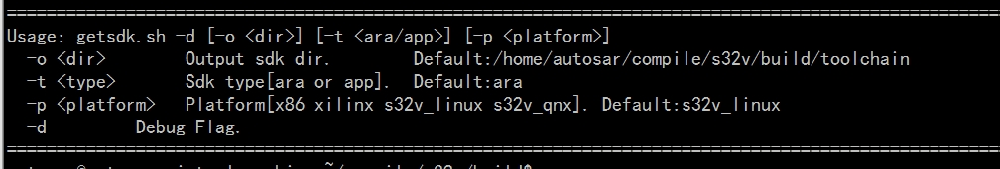 Usage: getsdk.sh -d [-o <dir>] [-t <ara/app>] [-p <platform>]
-o <dir> Output sdk dir. Default:/home/autosar/compile/s32v/build/toolchain
-t <type> Sdk type[ara or app]. Default:ara
-p <platform> Platform[x86 xilinx s32v_linux s32v_qnx]. Default:s32v_linux
-d Debug Flag.